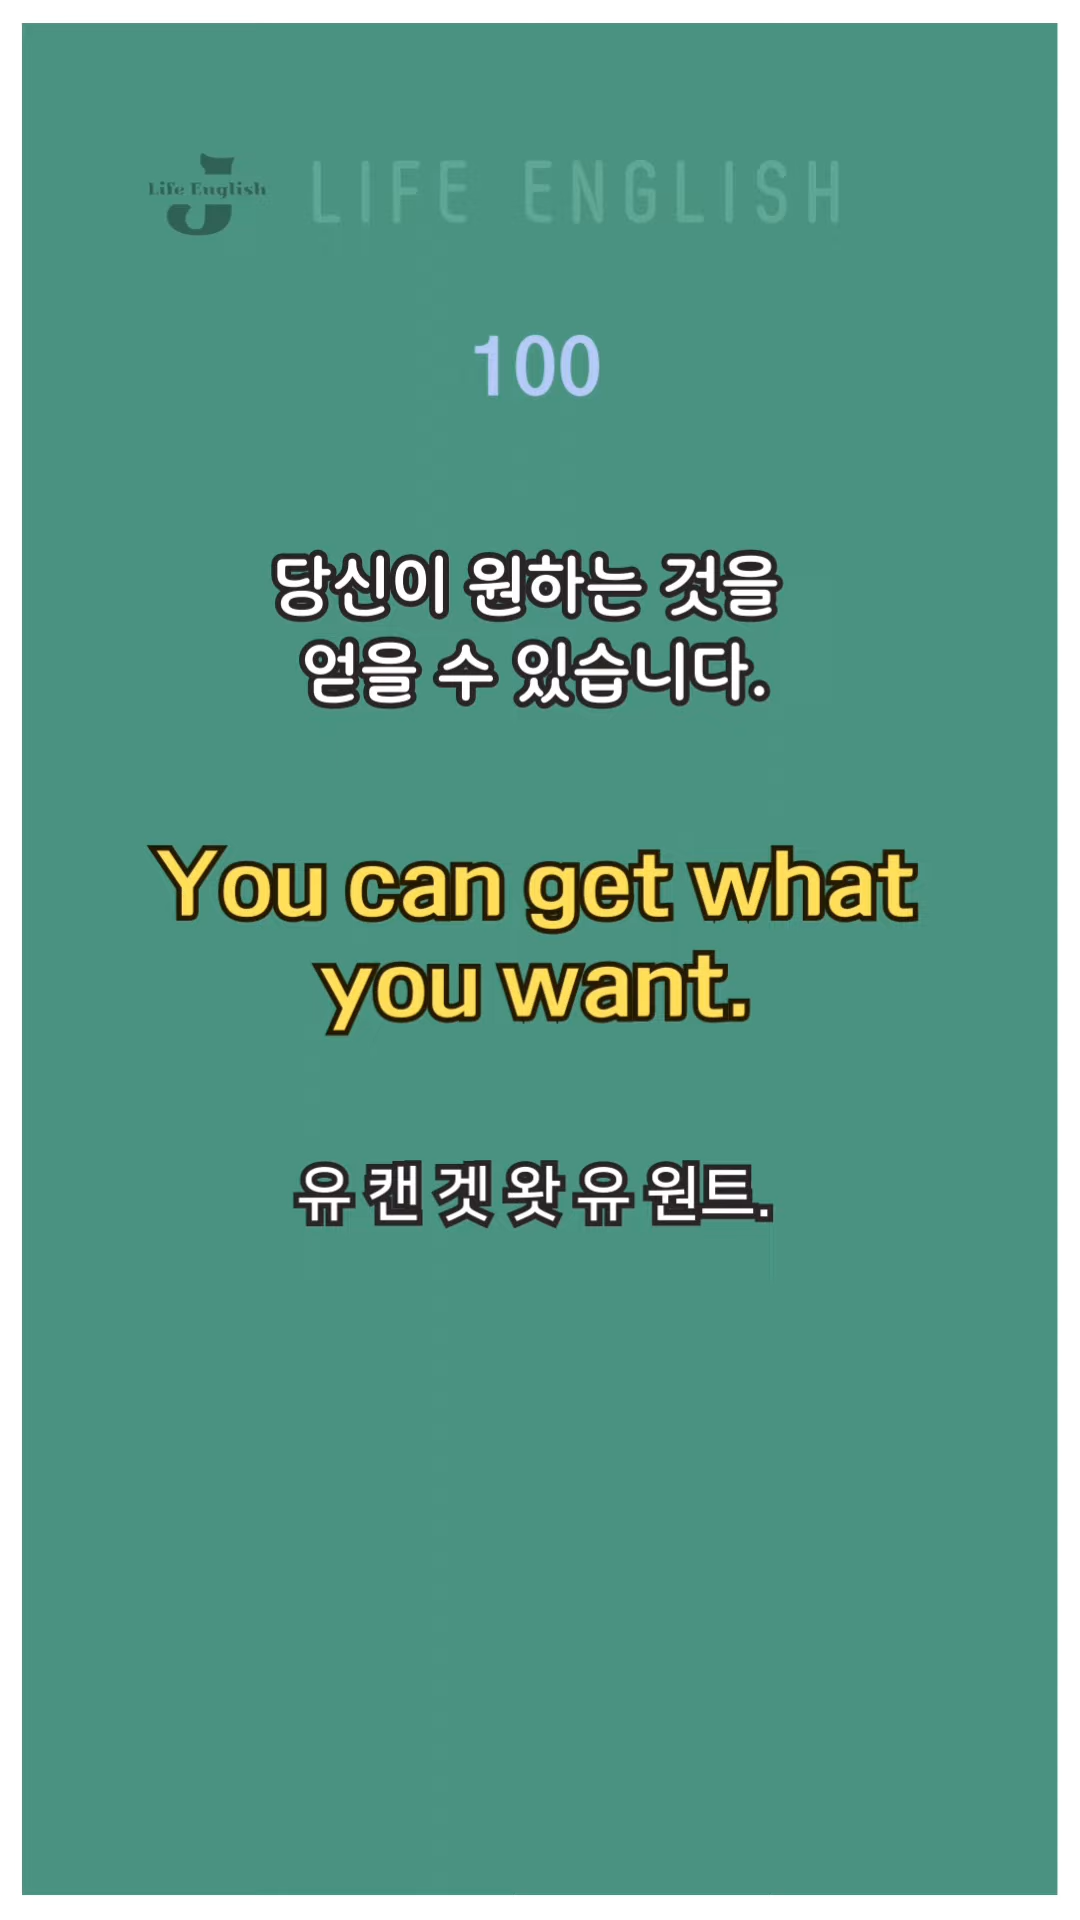 Life English
LIFE ENGLISH
100
당신이 원하는 것을
얻을 수 있습니다.
You can get what
you want.
유 캔 겟 왓 유 원트.